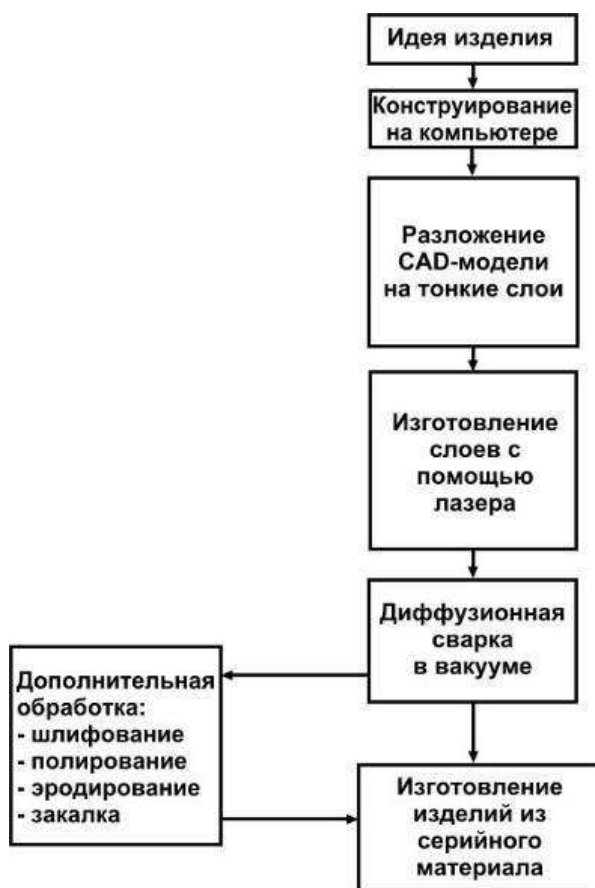 Идея изделия
Конструирование
на компьютере
Разложение
CAD-модели
на тонкие слои
Изготовление
слоев с
помощью
лазера
Диффузионная
сварка
в вакууме
Дополнительная
обработка:
- шлифование
- полирование
- эродирование
- закалка
Изготовление
изделий из
серийного
материала